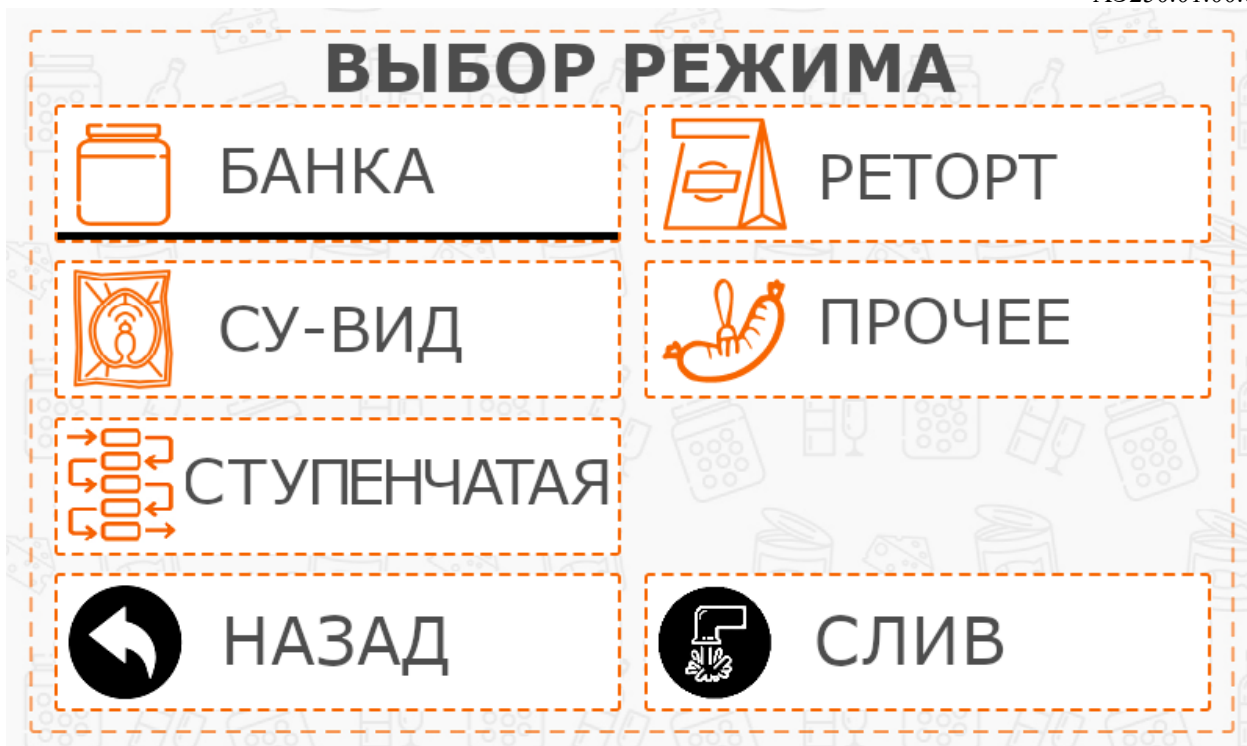 ВЫБОР РЕЖИМА
БАНКА
РЕТОРТ
СУ-ВИД
ПРОЧЕЕ
СТУПЕНЧАТАЯ
НАЗАД
СЛИВ